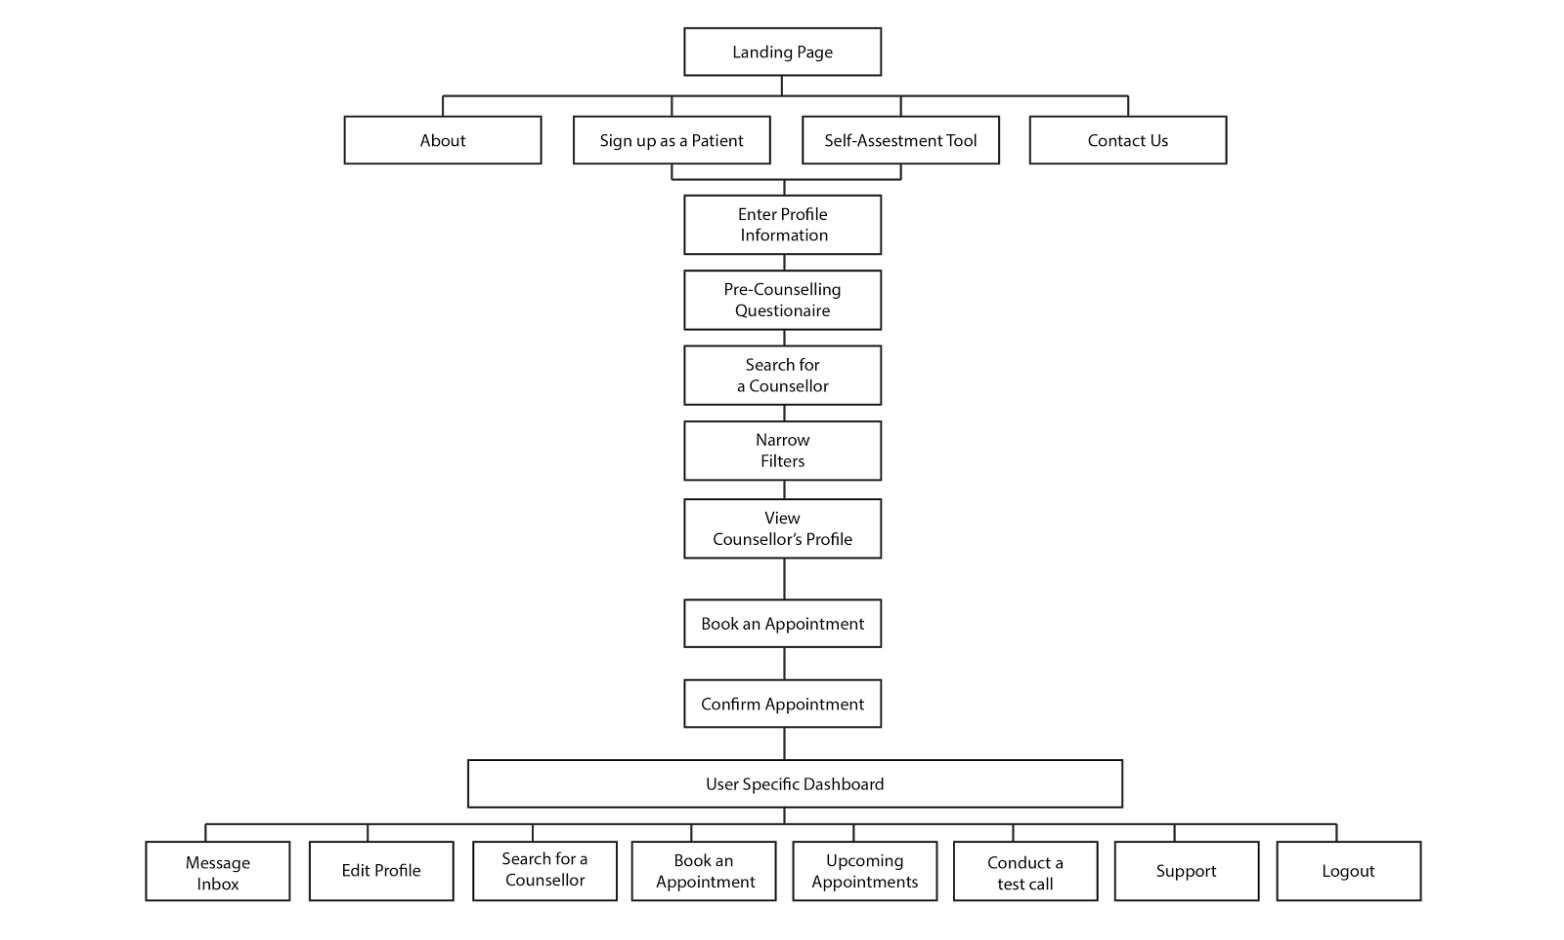 Landing Page
About
Sign up as a Patient
Self-Assestment Tool
Contact Us
Enter Profile
Information
Pre-Counselling
Questionaire
Search for
a Counsellor
Narrow
Filters
View
Counsellor’s Profile
Book an Appointment
Confirm Appointment
User Specific Dashboard
Message
Inbox
Edit Profile
Search for a
Counsellor
Book an
Appointment
Upcoming
Appointments
Conduct a
test call
Support
Logout